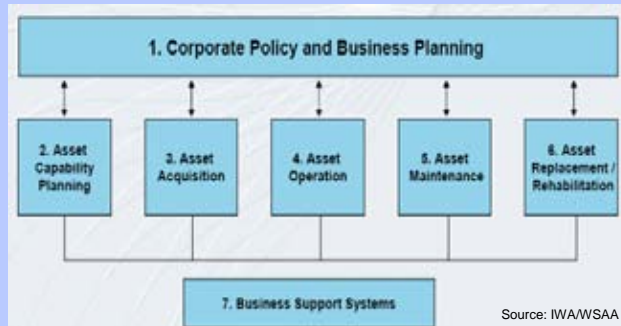 1. Corporate Policy and Business Planning
2. Asset
Capability
Planning
3. Asset
Acquisition
4. Asset
Operation
5. Asset
Maintenance
6. Asset
Replacement /
Rehabilitation
7. Business Support Systems
Source: IWA/WSAA